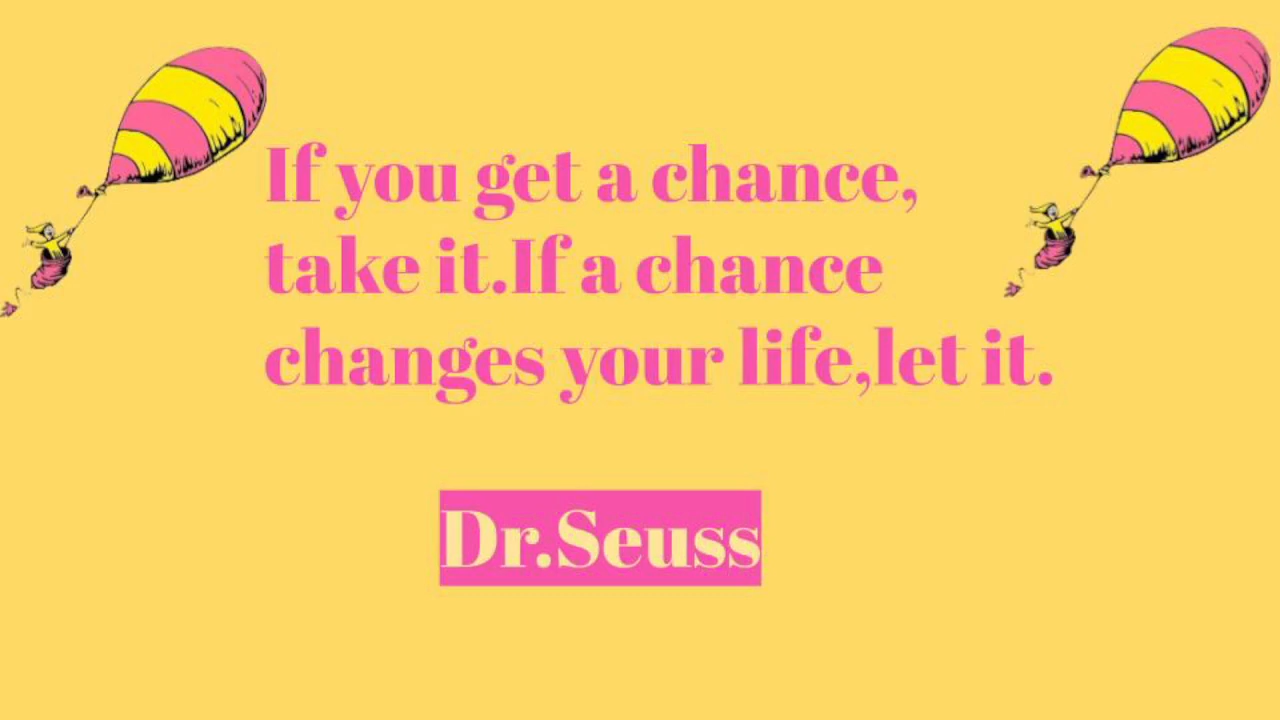 If you get a chance,
take it.If a chance
changes your life,let it.
Dr.Seuss